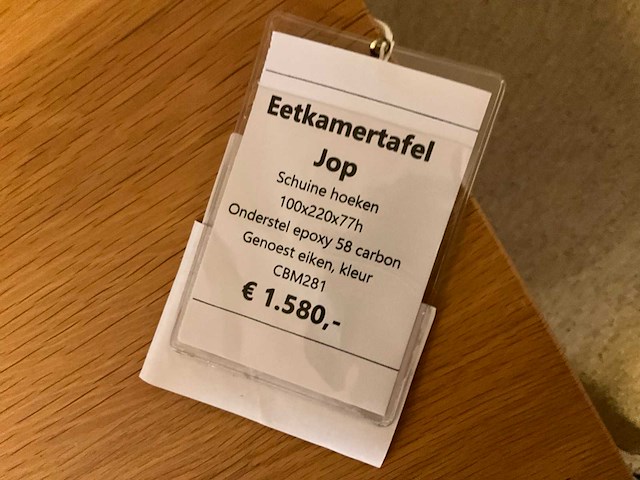 Eetkamertafel
Jop
Schuine hoeken
100x220x77h
Onderstel epoxy 58 carbon
Genoest eiken, kleur
CBM281
€ 1.580,-